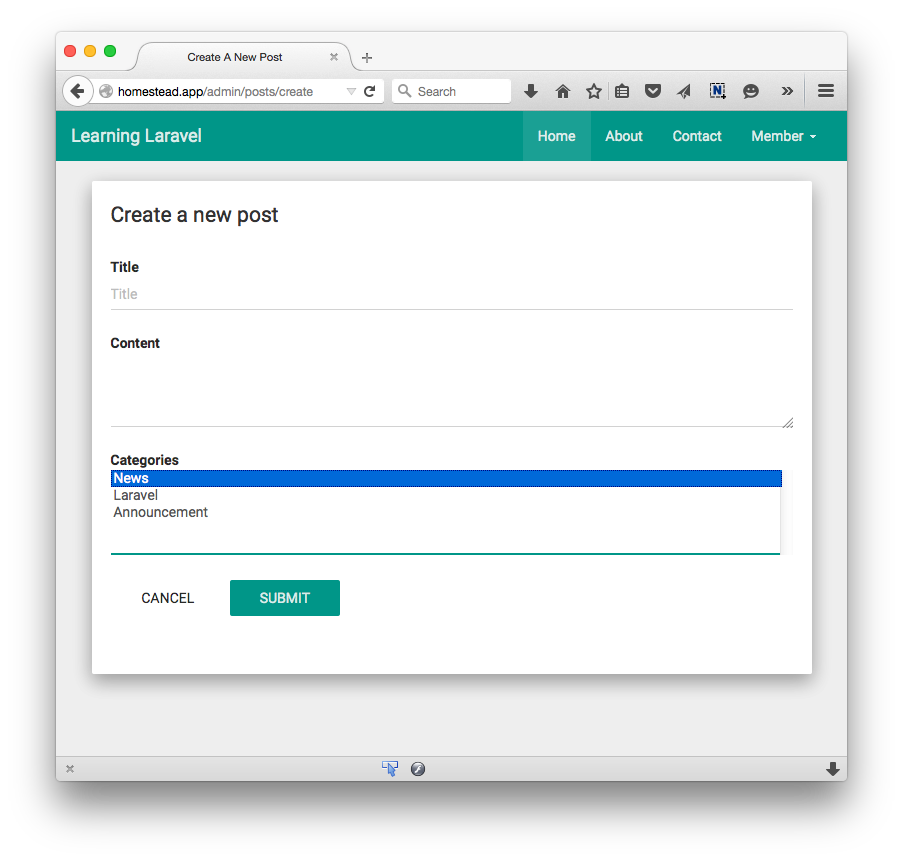 Create A New Post
homestead.app/admin/posts/create
Search
Learning Laravel
Home About Contact Member
Create a new post
Title
Title
Content
Categories
News
Laravel
Announcement
CANCEL SUBMIT